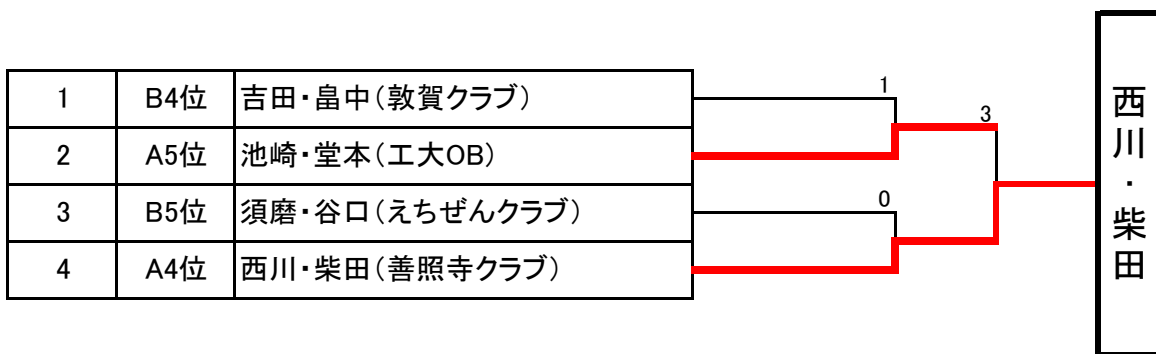 1 B4位 吉田・畠中(敦賀クラブ) 1
2 A5位 池崎・堂本(工大OB) 3
3 B5位 須磨・谷口(えちぜんクラブ) 0
4 A4位 西川・柴田(善照寺クラブ)
西川・柴田